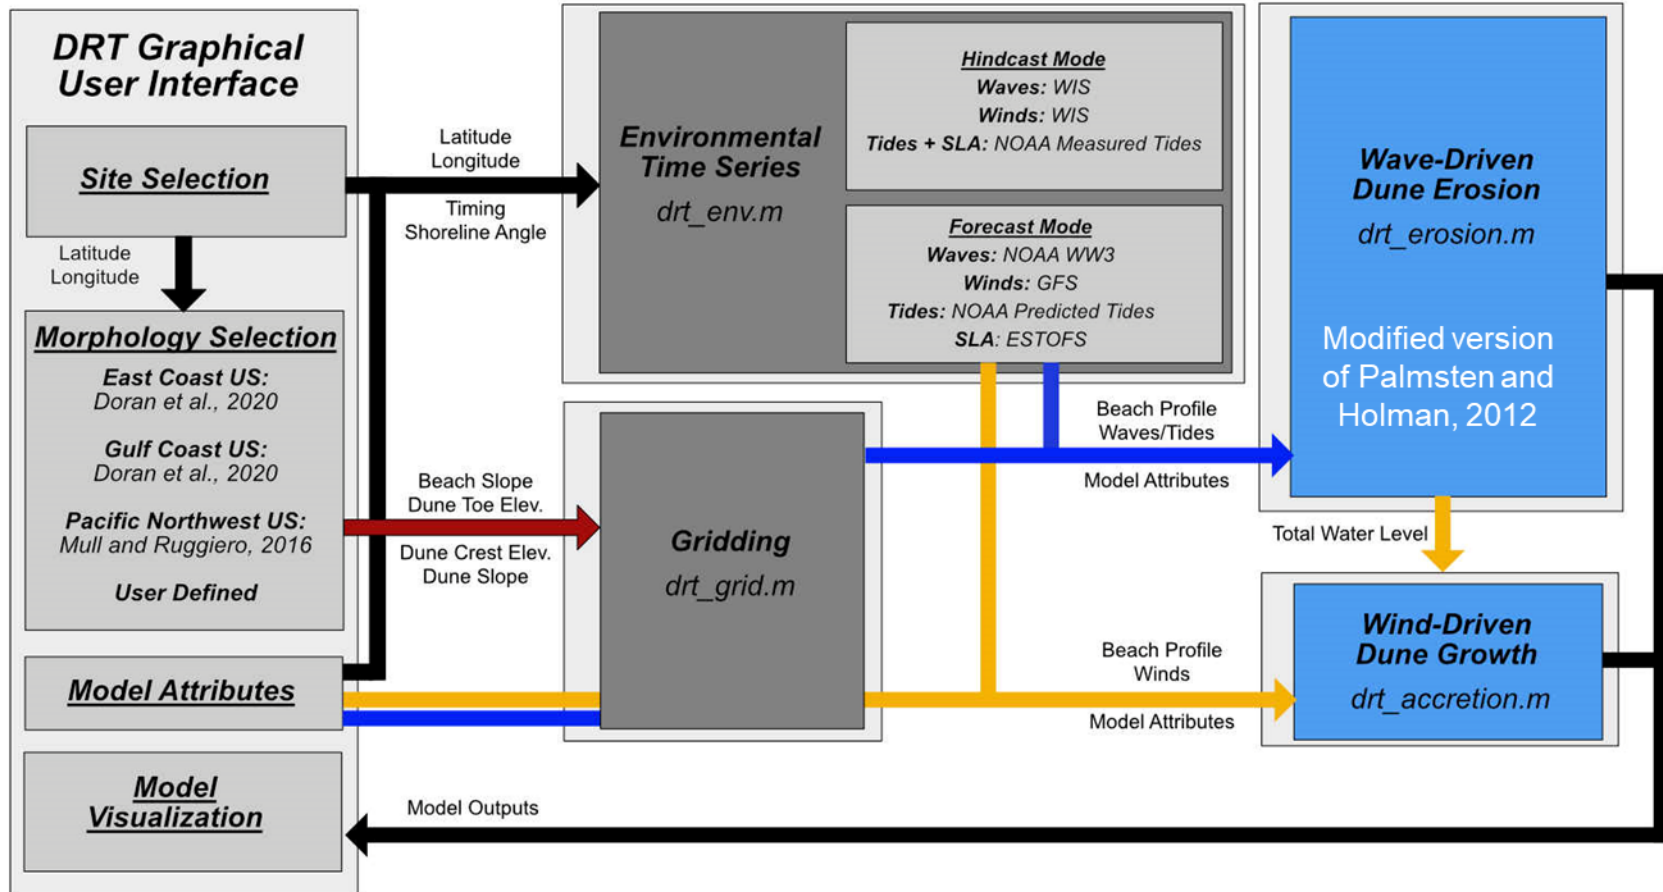 DRT Graphical
User Interface
Site Selection
Latitude
Longitude
Morphology Selection
East Coast US:
Doran et al., 2020
Gulf Coast US:
Doran et al., 2020
Pacific Northwest US:
Mull and Ruggiero, 2016
User Defined
Model Attributes
Model
Visualization
Latitude
Longitude
Timing
Shoreline Angle
Beach Slope
Dune Toe Elev.
Dune Crest Elev.
Dune Slope
Model Outputs
Environmental
Time Series
drt_env.m
Hindcast Mode
Waves: WIS
Winds: WIS
Tides + SLA: NOAA Measured Tides
Forecast Mode
Waves: NOAA WW3
Winds: GFS
Tides: NOAA Predicted Tides
SLA: ESTOFS
Gridding
drt_grid.m
Beach Profile
Waves/Tides
Model Attributes
Beach Profile
Winds
Model Attributes
Wave-Driven
Dune Erosion
drt_erosion.m
Modified version
of Palmsten and
Holman, 2012
Total Water Level
Wind-Driven
Dune Growth
drt_accretion.m